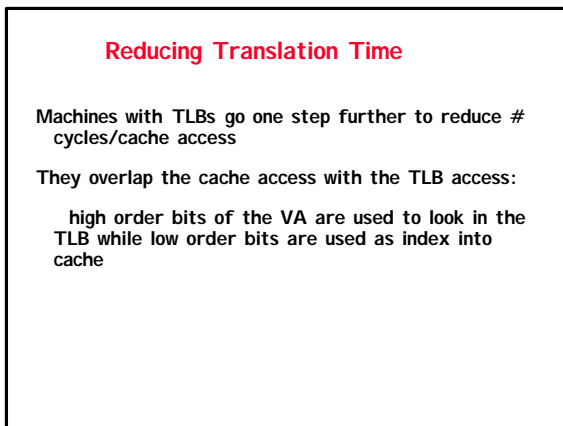 Reducing Translation Time
Machines with TLBs go one step further to reduce #
cycles/cache access
They overlap the cache access with the TLB access:
high order bits of the VA are used to look in the
TLB while low order bits are used as index into
cache